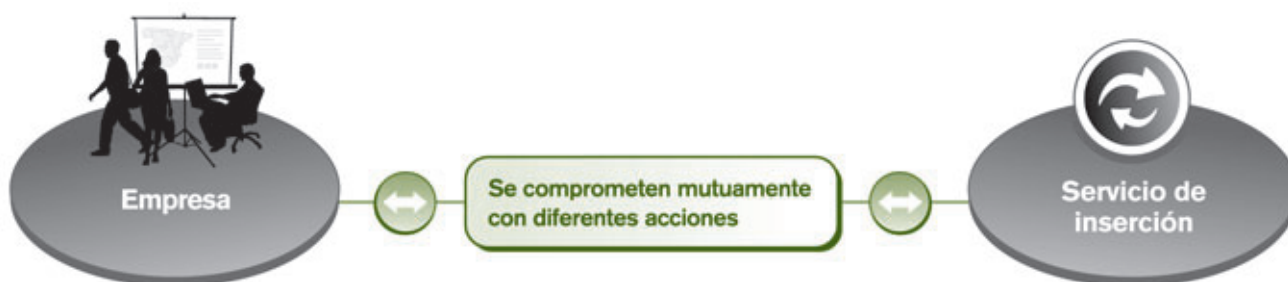 Empresa
Se comprometen mutuamente
con diferentes acciones
Servicio de
inserción